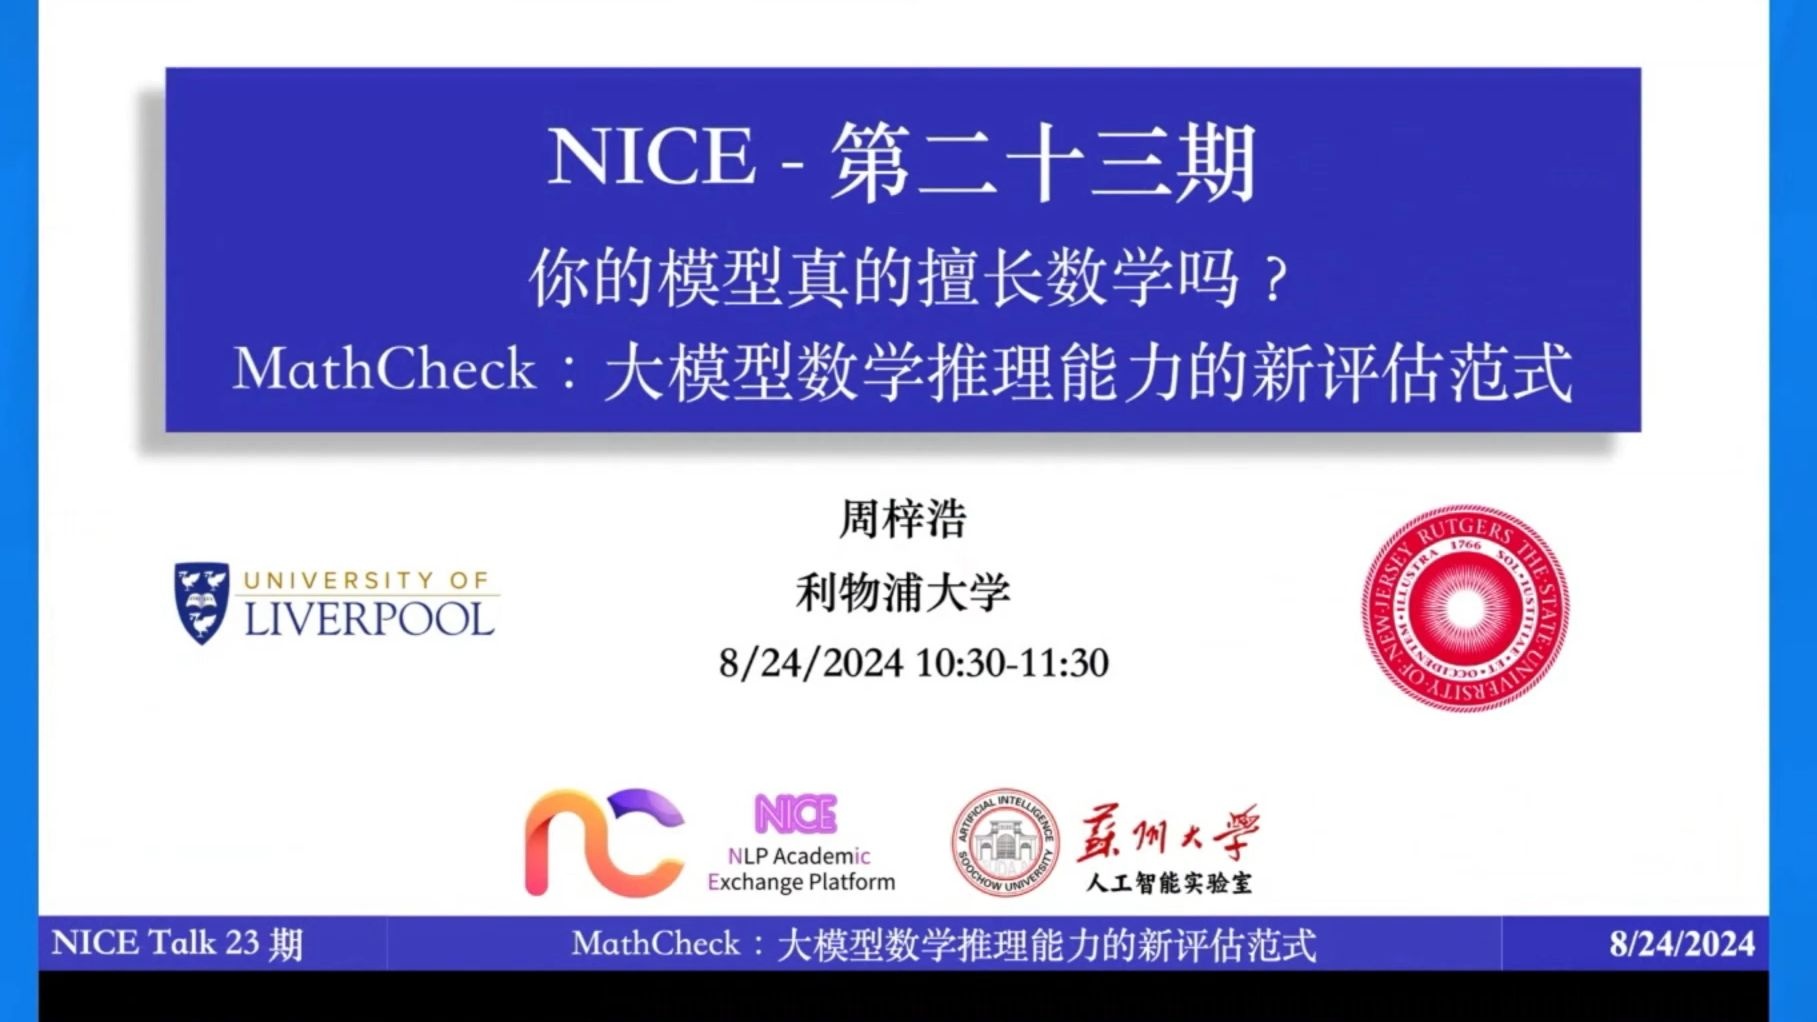 NICE - 第二十三期
你的模型真的擅长数学吗？
MathCheck：大模型数学推理能力的新评估范式
周梓浩
利物浦大学
8/24/2024 10:30-11:30
UNIVERSITY OF
LIVERPOOL
RUTGERS THE STATE UNIVERSITY OF NEW JERSEY
1766
SOL IUSTITIAE ET OCCIDENTEM ILLUSTRA
NICE
NLP Academic
Exchange Platform
ARTIFICIAL INTELLIGENCE
SOOCHOW UNIVERSITY
蘇州大学
人工智能实验室
NICE Talk 23 期
MathCheck：大模型数学推理能力的新评估范式
8/24/2024